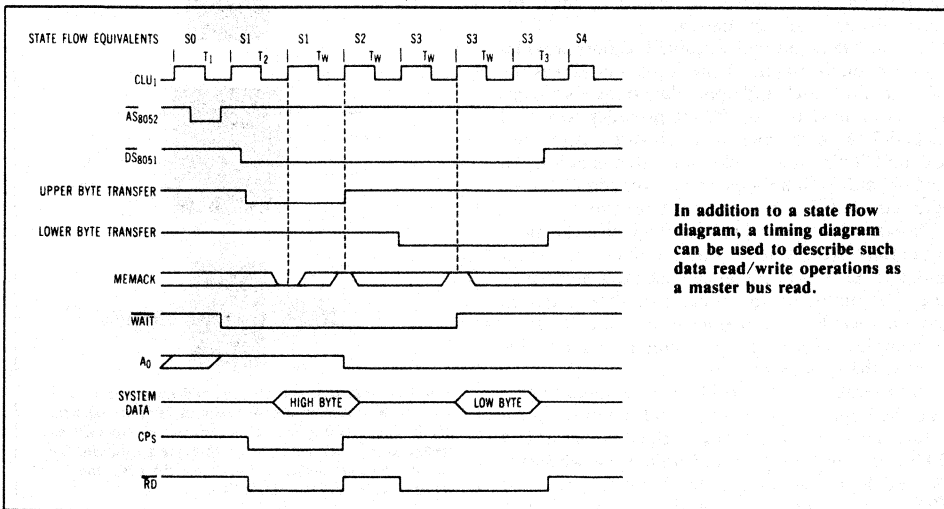 STATE FLOW EQUIVALENTS S0 S1 S1 S2 S3 S3 S3 S4
T1 T2 TW TW TW TW T3
CLU1
AS8052
DS8051
UPPER BYTE TRANSFER
LOWER BYTE TRANSFER
MEMACK
WAIT
A0
SYSTEM DATA HIGH BYTE LOW BYTE
CPS
RD
In addition to a state flow
diagram, a timing diagram
can be used to describe such
data read/write operations as
a master bus read.